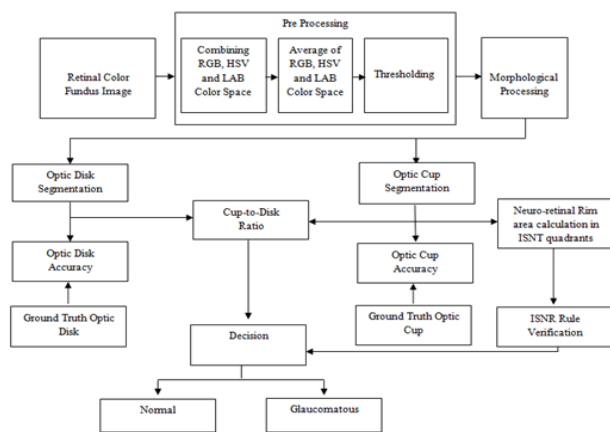 Pre Processing
Retinal Color
Fundus Image
Combining
RGB, HSV
and LAB
Color Space
Average of
RGB, HSV
and LAB
Color Space
Thresholding
Morphological
Processing
Optic Disk
Segmentation
Optic Cup
Segmentation
Cup-to-Disk
Ratio
Neuro-retinal Rim
area calculation in
ISNT quadrants
Optic Disk
Accuracy
Optic Cup
Accuracy
Ground Truth Optic
Disk
Ground Truth Optic
Cup
ISNR Rule
Verification
Decision
Normal
Glaucomatous